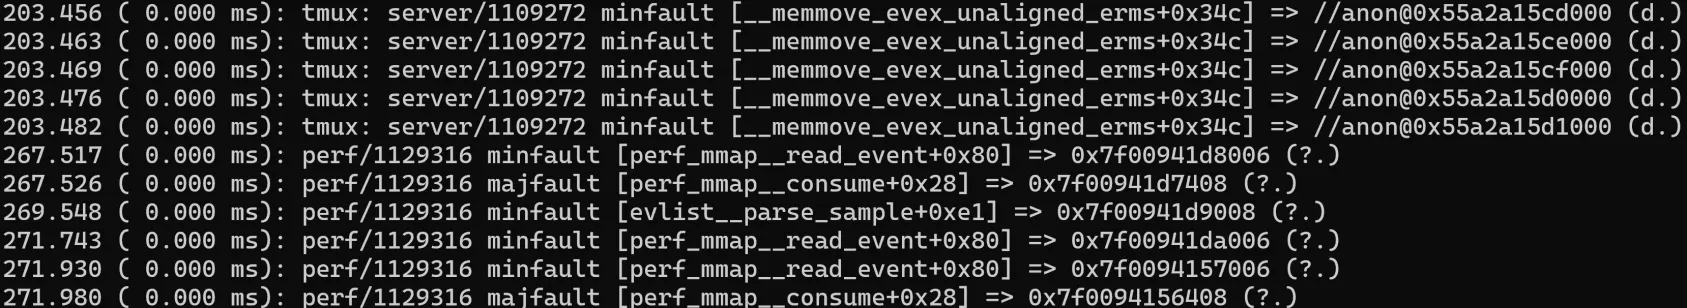 203.456 ( 0.000 ms): tmux: server/1109272 minfault [__memmove_evex_unaligned_erms+0x34c] => //anon@0x55a2a15cd000 (d.)
203.463 ( 0.000 ms): tmux: server/1109272 minfault [__memmove_evex_unaligned_erms+0x34c] => //anon@0x55a2a15ce000 (d.)
203.469 ( 0.000 ms): tmux: server/1109272 minfault [__memmove_evex_unaligned_erms+0x34c] => //anon@0x55a2a15cf000 (d.)
203.476 ( 0.000 ms): tmux: server/1109272 minfault [__memmove_evex_unaligned_erms+0x34c] => //anon@0x55a2a15d0000 (d.)
203.482 ( 0.000 ms): tmux: server/1109272 minfault [__memmove_evex_unaligned_erms+0x34c] => //anon@0x55a2a15d1000 (d.)
267.517 ( 0.000 ms): perf/1129316 minfault [perf_mmap__read_event+0x80] => 0x7f00941d8006 (?.)
267.526 ( 0.000 ms): perf/1129316 majfault [perf_mmap__consume+0x28] => 0x7f00941d7408 (?.)
269.548 ( 0.000 ms): perf/1129316 minfault [evlist__parse_sample+0xe1] => 0x7f00941d9008 (?.)
271.743 ( 0.000 ms): perf/1129316 minfault [perf_mmap__read_event+0x80] => 0x7f00941da006 (?.)
271.930 ( 0.000 ms): perf/1129316 minfault [perf_mmap__read_event+0x80] => 0x7f0094157006 (?.)
271.980 ( 0.000 ms): perf/1129316 majfault [perf_mmap__consume+0x28] => 0x7f0094156408 (?.)